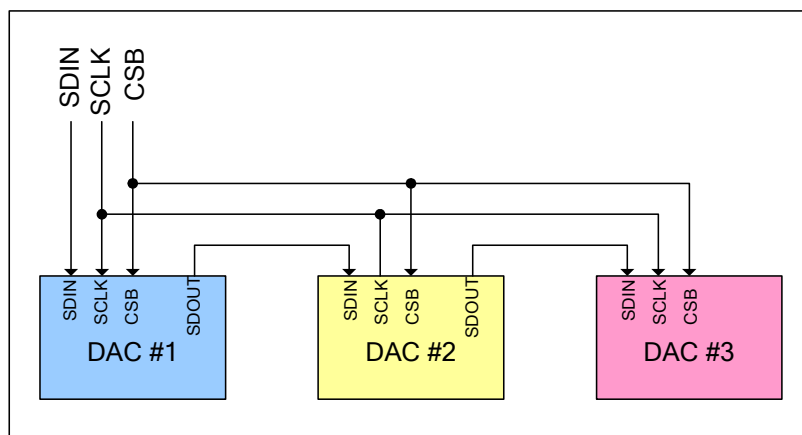 SDIN
SCLK
CSB
SDIN
SCLK
CSB
SDOUT
DAC #1
SDIN
SCLK
CSB
SDOUT
DAC #2
SDIN
SCLK
CSB
DAC #3